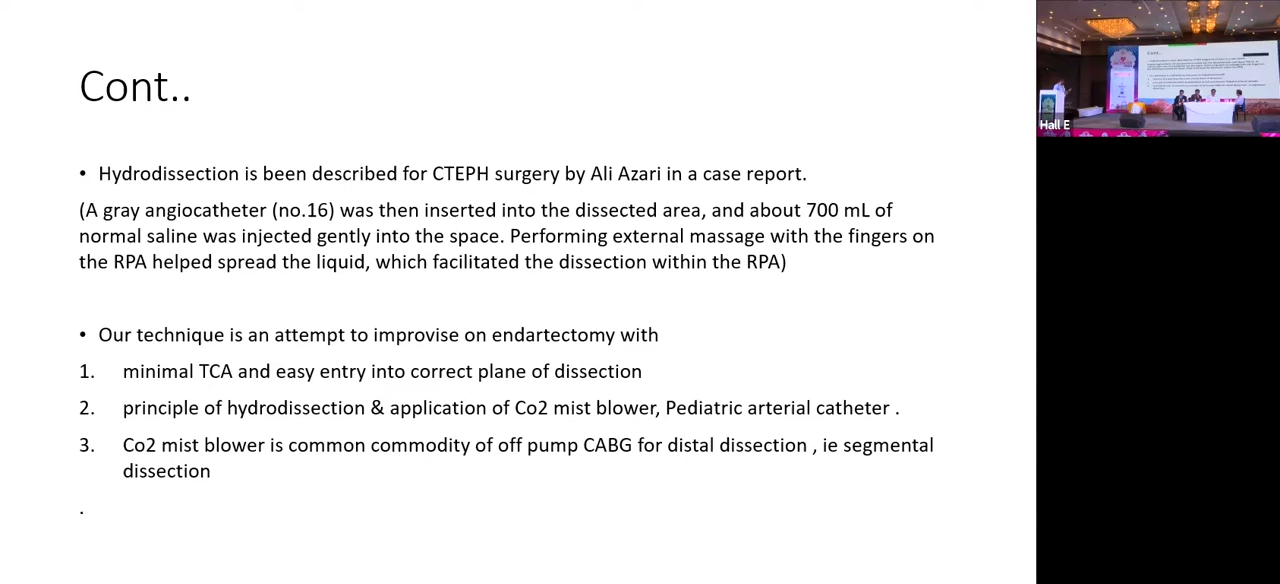 Cont..
• Hydrodissection is been described for CTEPH surgery by Ali Azari in a case report.
(A gray angiocatheter (no.16) was then inserted into the dissected area, and about 700 mL of
normal saline was injected gently into the space. Performing external massage with the fingers on
the RPA helped spread the liquid, which facilitated the dissection within the RPA)
• Our technique is an attempt to improvise on endartectomy with
1. minimal TCA and easy entry into correct plane of dissection
2. principle of hydrodissection & application of Co2 mist blower, Pediatric arterial catheter .
3. Co2 mist blower is common commodity of off pump CABG for distal dissection , ie segmental
dissection
.
Cont..
Hall E